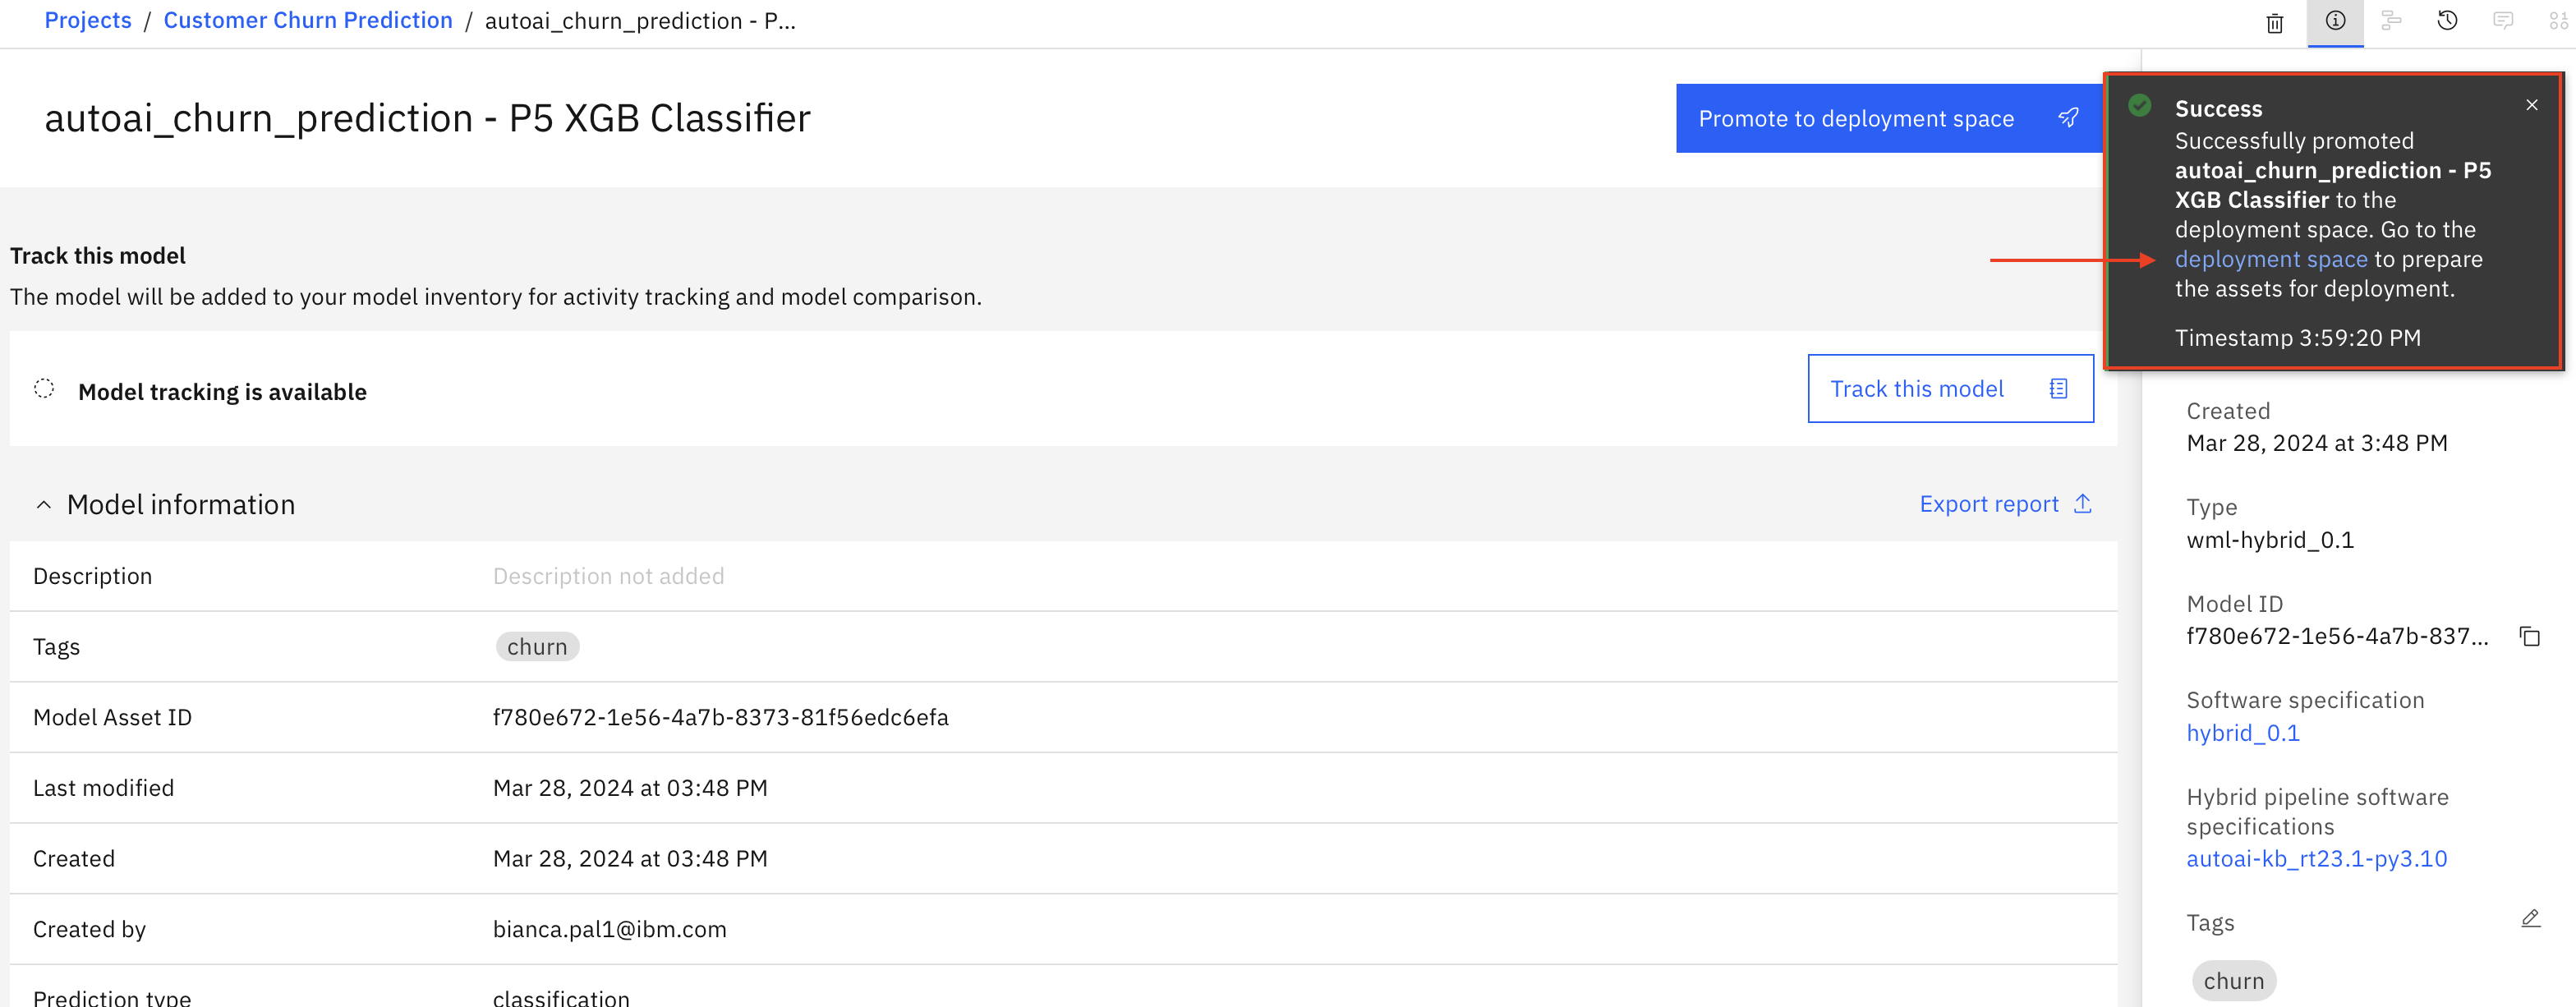 Projects / Customer Churn Prediction / autoai_churn_prediction - P...
autoai_churn_prediction - P5 XGB Classifier
Promote to deployment space
Success
Successfully promoted
autoai_churn_prediction - P5
XGB Classifier to the
deployment space. Go to the
deployment space to prepare
the assets for deployment.
Timestamp 3:59:20 PM
Track this model
The model will be added to your model inventory for activity tracking and model comparison.
Model tracking is available
Track this model
Model information
Export report
Description Description not added
Tags churn
Model Asset ID f780e672-1e56-4a7b-8373-81f56edc6efa
Last modified Mar 28, 2024 at 03:48 PM
Created Mar 28, 2024 at 03:48 PM
Created by bianca.pal1@ibm.com
Prediction type classification
Created
Mar 28, 2024 at 3:48 PM
Type
wml-hybrid_0.1
Model ID
f780e672-1e56-4a7b-837...
Software specification
hybrid_0.1
Hybrid pipeline software
specifications
autoai-kb_rt23.1-py3.10
Tags
churn